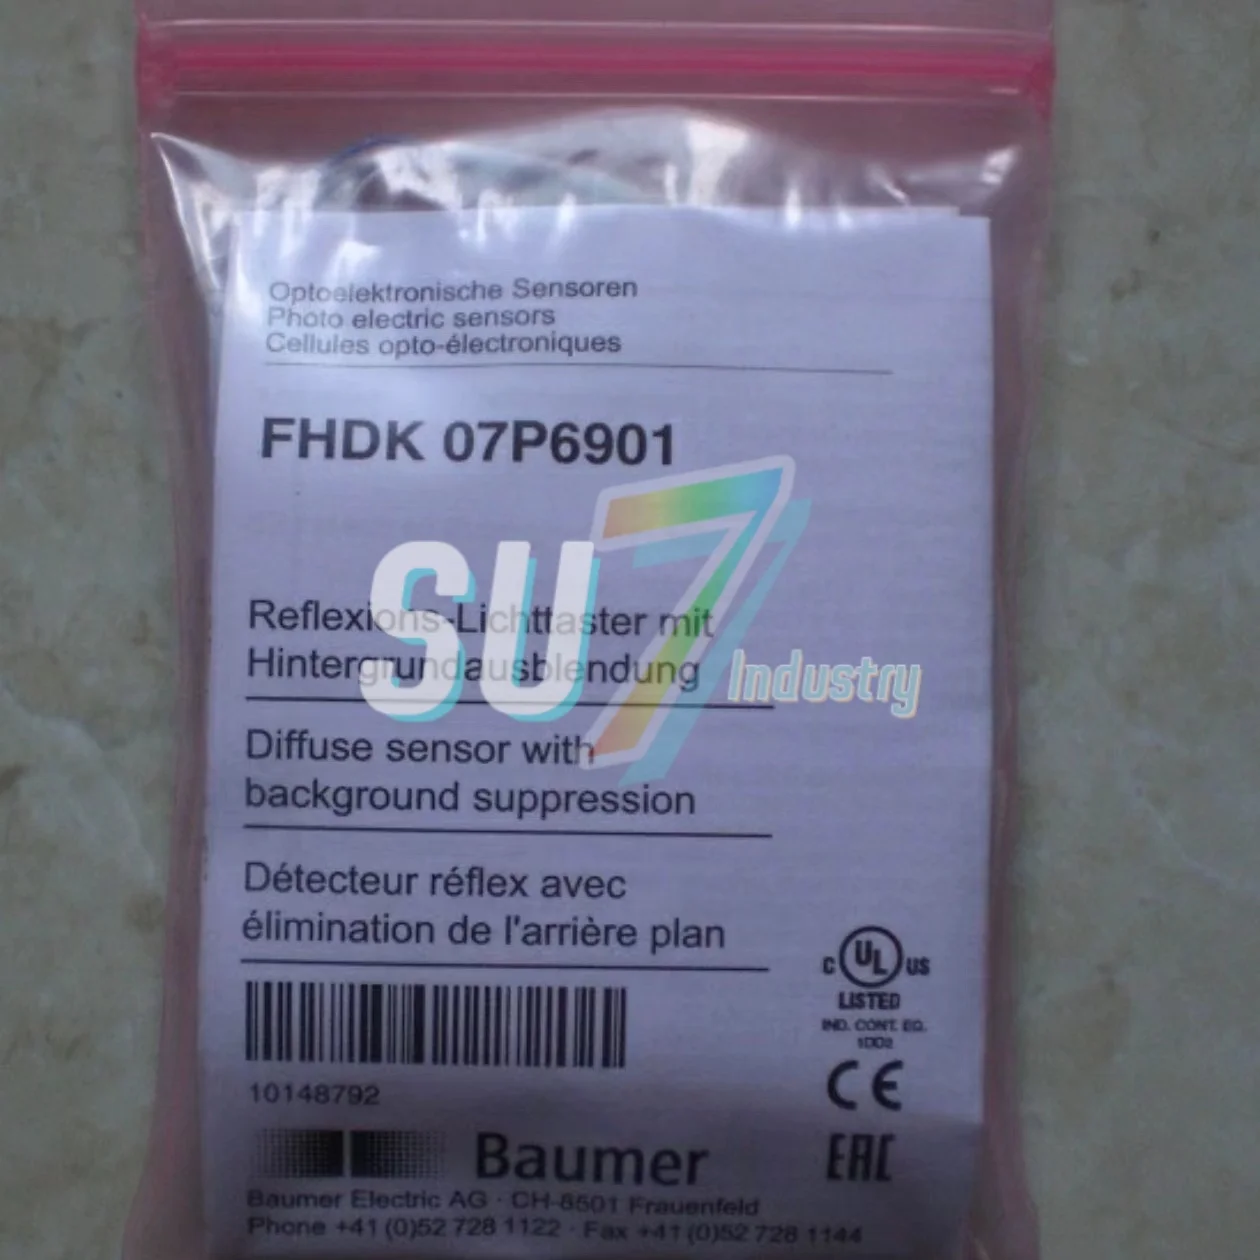 Optoelektronische Sensoren
Photo electric sensors
Cellules opto-électroniques
FHDK 07P6901
SU7 Industry
Reflexions-Lichttaster mit
Hintergrundausblendung
Diffuse sensor with
background suppression
Détecteur réflex avec
élimination de l'arrière plan
C UL US
LISTED
IND. CONT. EQ.
1DD2
CE
10148792
EAC
Baumer
Baumer Electric AG · CH-8501 Frauenfeld
Phone +41 (0)52 728 1122 · Fax +41 (0)52 728 1144